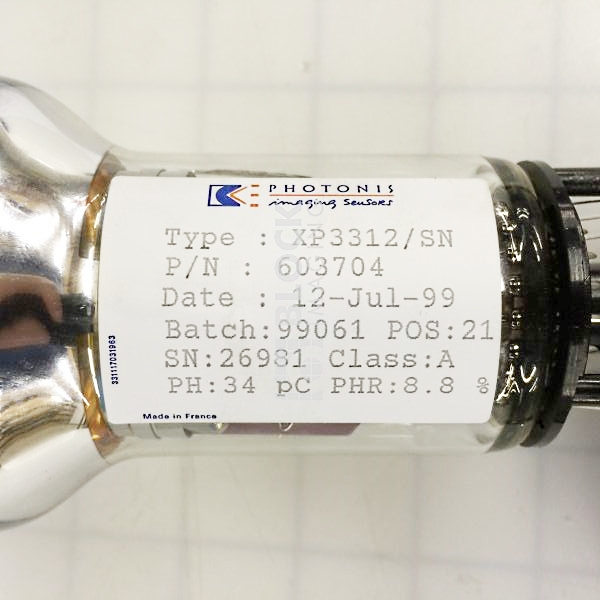 PHOTONIS
imaging sensors
Type : XP3312/SN
P/N : 603704
Date : 12-Jul-99
Batch:99061 POS:21
SN:26981 Class:A
PH:34 pC PHR:8.8 %
Made in France
331117031963